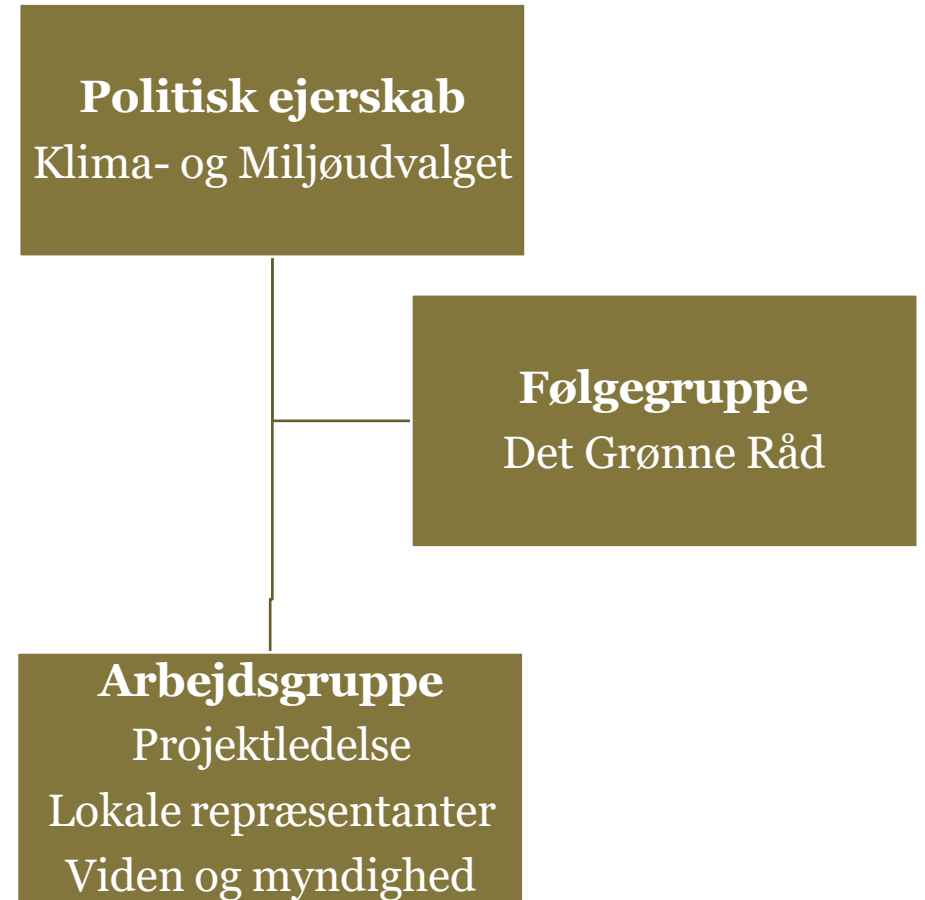 Politisk ejerskab
Klima- og Miljøudvalget
Følgegruppe
Det Grønne Råd
Arbejdsgruppe
Projektledelse
Lokale repræsentanter
Viden og myndighed